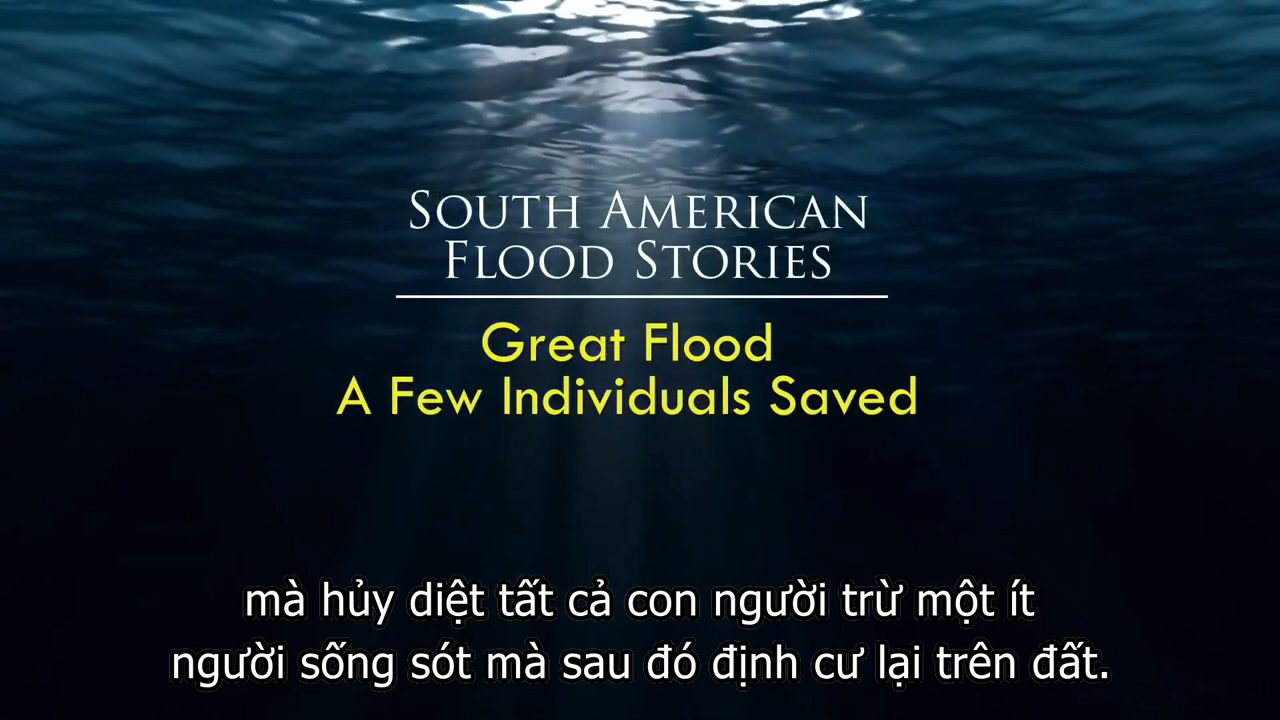 South American
Flood Stories
Great Flood
A Few Individuals Saved
mà hủy diệt tất cả con người trừ một ít
người sống sót mà sau đó định cư lại trên đất.